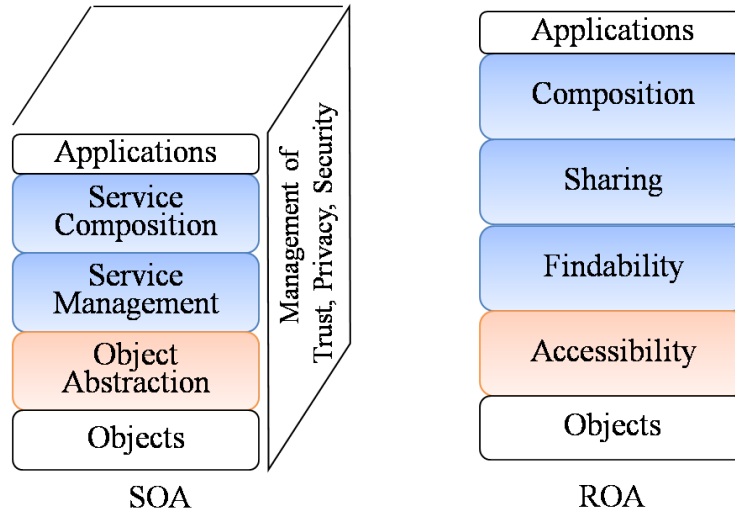 Applications
Service
Composition
Service
Management
Object
Abstraction
Objects
Management of
Trust, Privacy, Security
SOA
Applications
Composition
Sharing
Findability
Accessibility
Objects
ROA